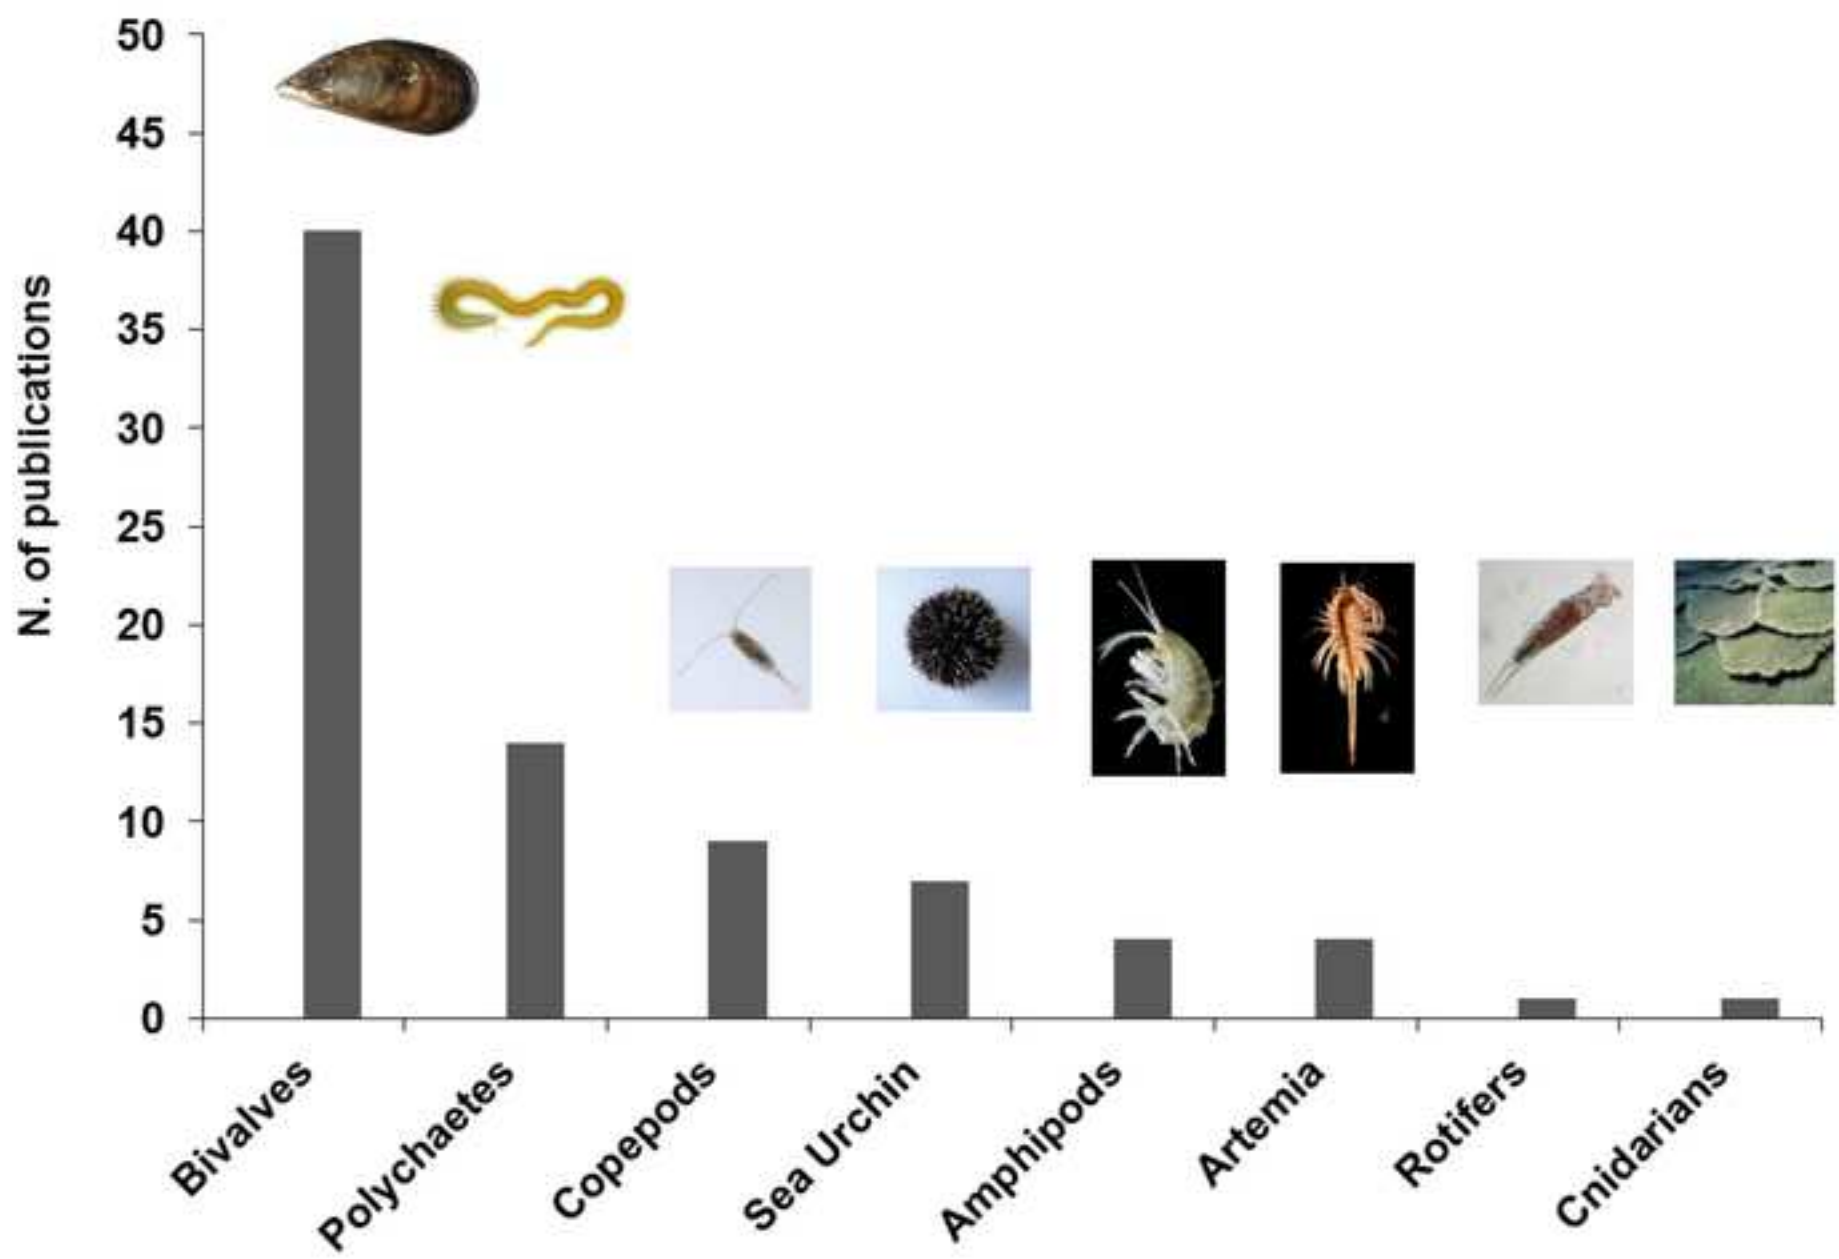 N. of publications
50
45
40
35
30
25
20
15
10
5
0
Bivalves
Polychaetes
Copepods
Sea Urchin
Amphipods
Artemia
Rotifers
Cnidarians